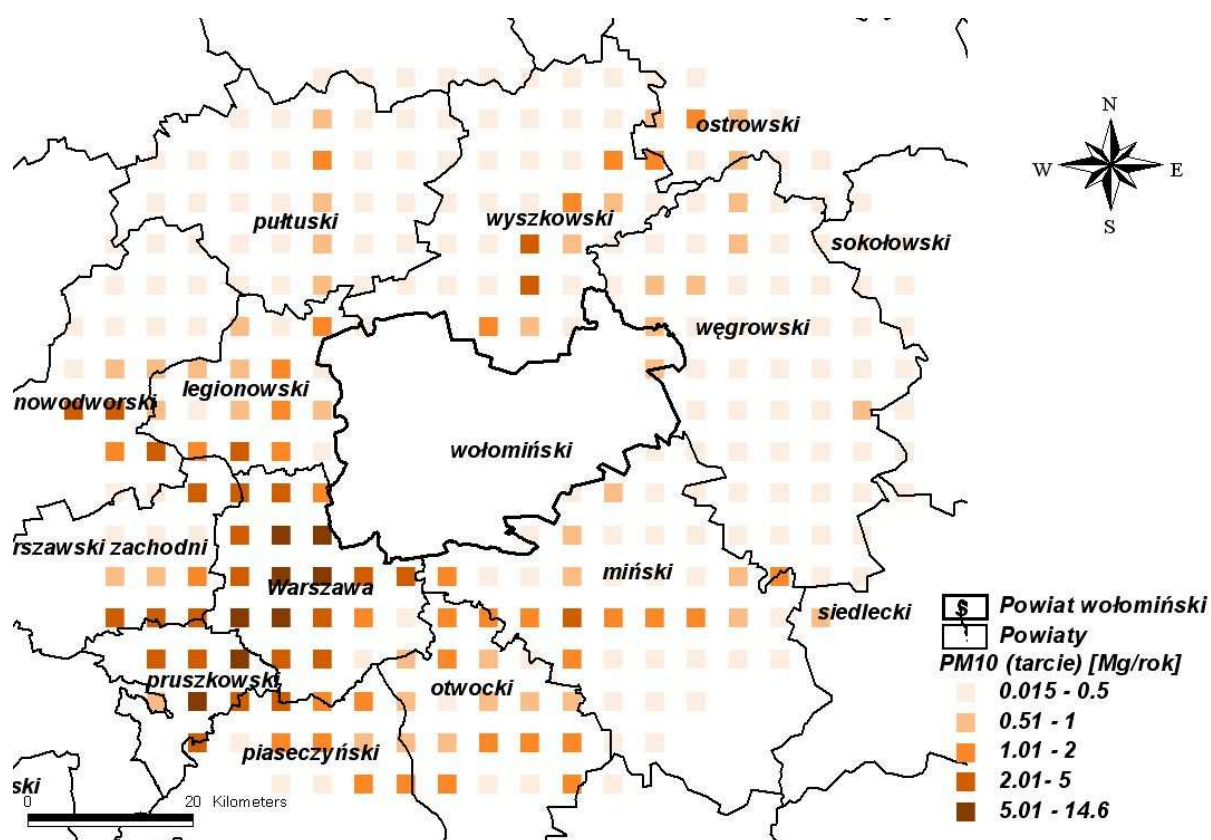 N
W E
S
ostrowski
pułtuski
wyszkowski
sokołowski
węgrowski
legionowski
nowodworski
wołomiński
rszawski zachodni
Warszawa
miński
siedlecki
pruszkowski
otwocki
piaseczyński
ski
0 20 Kilometers
Powiat wołomiński
Powiaty
PM10 (tarcie) [Mg/rok]
0.015 - 0.5
0.51 - 1
1.01 - 2
2.01- 5
5.01 - 14.6